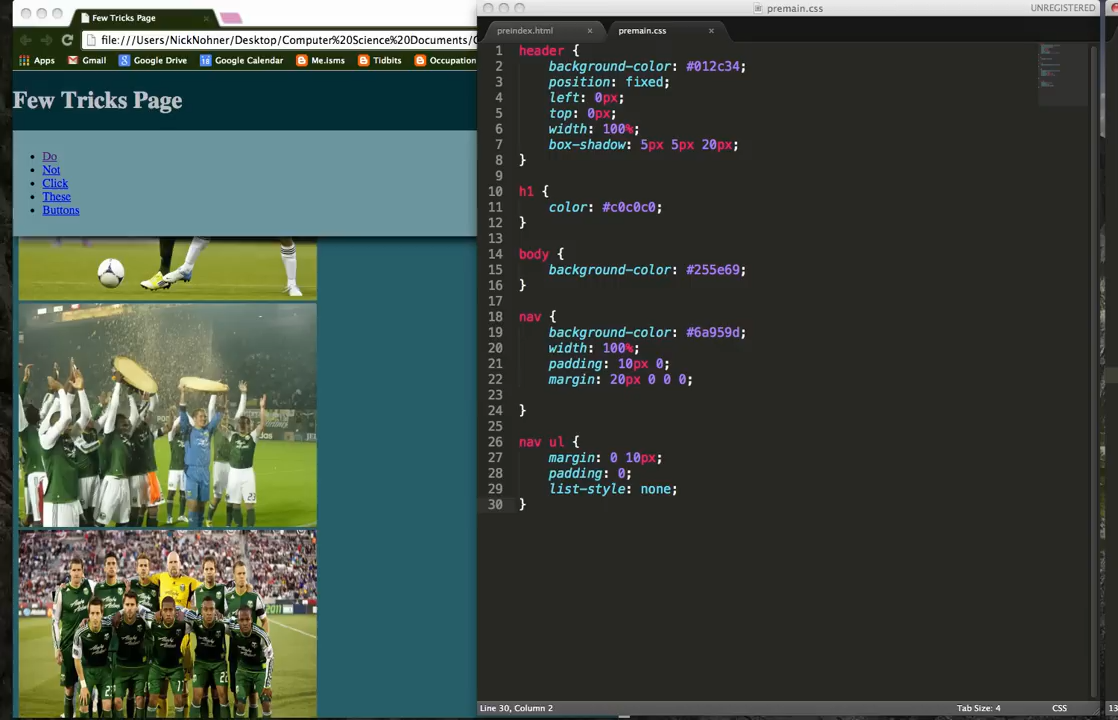 Few Tricks Page
file:///Users/NickNohner/Desktop/Computer%20Science%20Documents/
Apps Gmail Google Drive Google Calendar Me.isms Tidbits Occupation
Few Tricks Page
Do
Not
Click
These
Buttons
premain.css UNREGISTERED
preindex.html premain.css
1 header {
2 background-color: #012c34;
3 position: fixed;
4 left: 0px;
5 top: 0px;
6 width: 100%;
7 box-shadow: 5px 5px 20px;
8 }
9
10 h1 {
11 color: #c0c0c0;
12 }
13
14 body {
15 background-color: #255e69;
16 }
17
18 nav {
19 background-color: #6a959d;
20 width: 100%;
21 padding: 10px 0;
22 margin: 20px 0 0 0;
23
24 }
25
26 nav ul {
27 margin: 0 10px;
28 padding: 0;
29 list-style: none;
30 }
Line 30, Column 2 Tab Size: 4 CSS